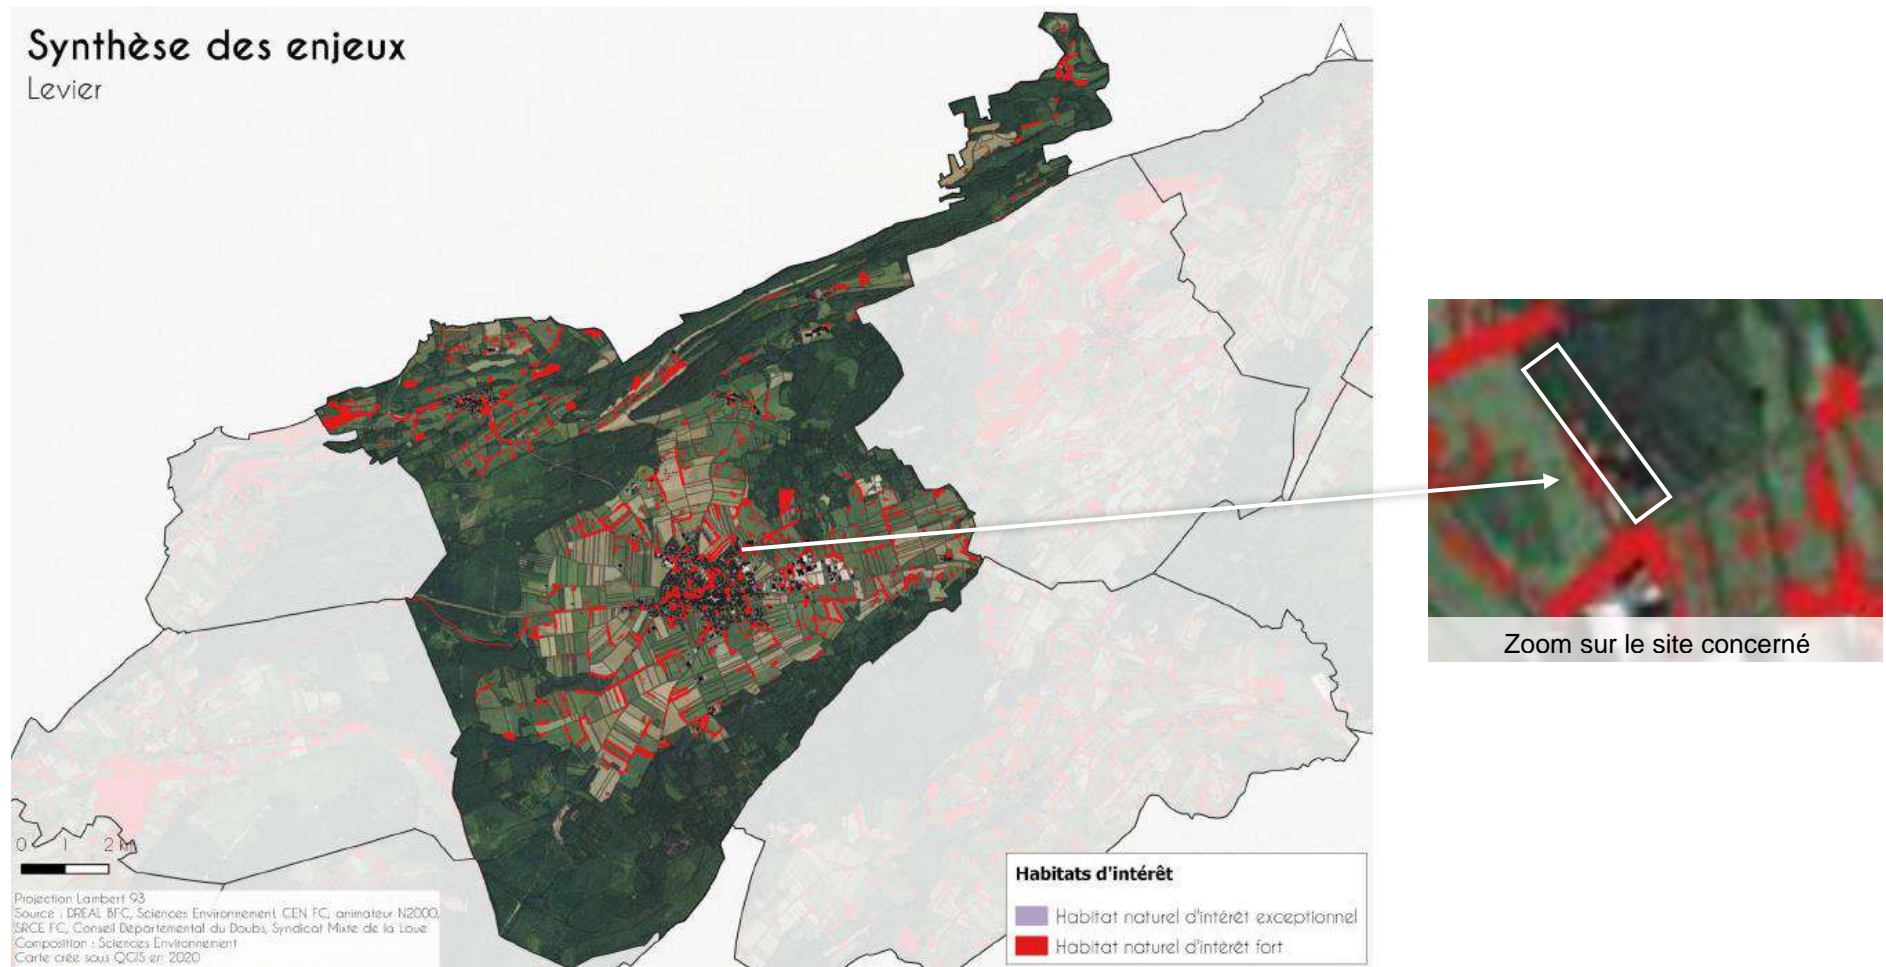 Synthèse des enjeux
Levier
Zoom sur le site concerné
0 1 2 km
Projection Lambert 93
Source : DREAL BFC, Sciences Environnement, CEN FC, animateur N2000,
SRCE FC, Conseil Départemental du Doubs, Syndicat Mixte de la Loue
Composition : Sciences Environnement
Carte crée sous QGIS en 2020
Habitats d'intérêt
Habitat naturel d'intérêt exceptionnel
Habitat naturel d'intérêt fort